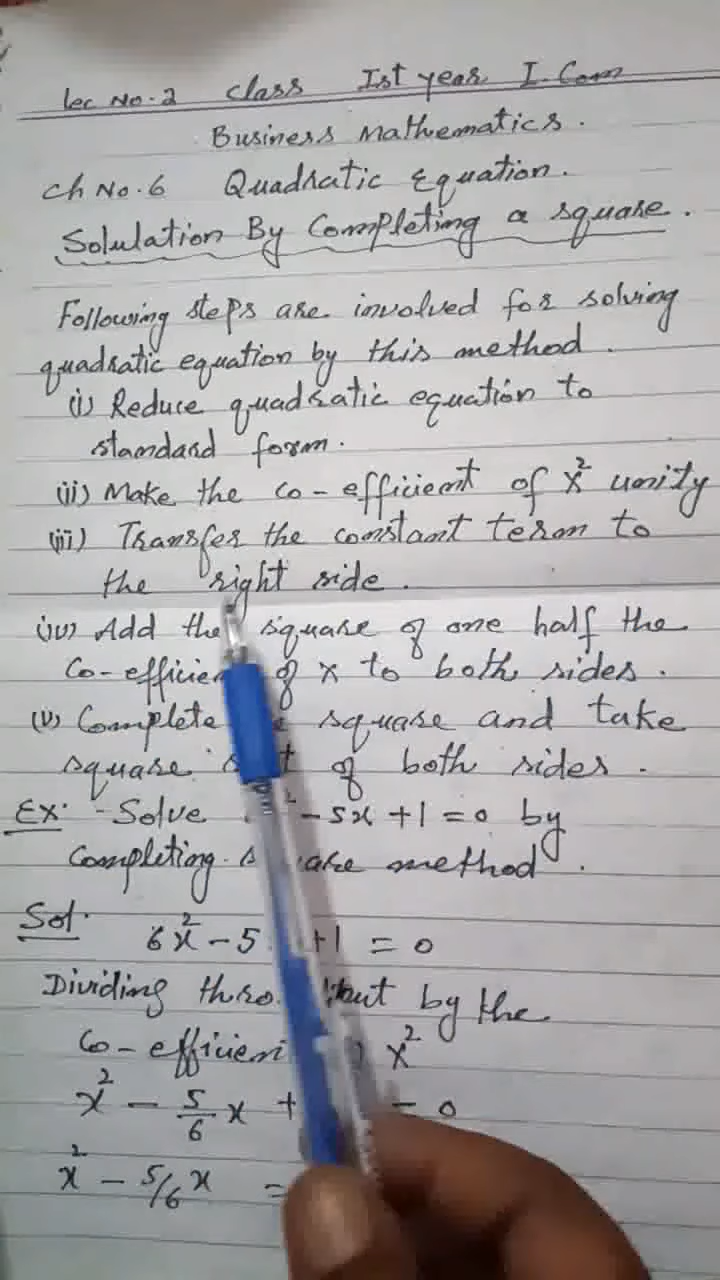 Lec No. 2 Class Ist year I. Com
Business Mathematics.
Ch No. 6 Quadratic Equation.
Solulation By Completing a square.
Following steps are involved for solving
quadratic equation by this method.
(i) Reduce quadratic equation to
standard form.
(ii) Make the co-efficient of x² unity
(iii) Transfer the constant term to
the right side.
(iv) Add the square of one half the
Co-efficien of x to both sides.
(v) Complete square and take
square of both sides.
Ex:- Solve - 5x + 1 = 0 by
Completing method.
Sol.
6x² - 5 +1 = 0
Dividing by the
Co-efficien x²
x² - 5/6 x + = 0
x² - 5/6 x =